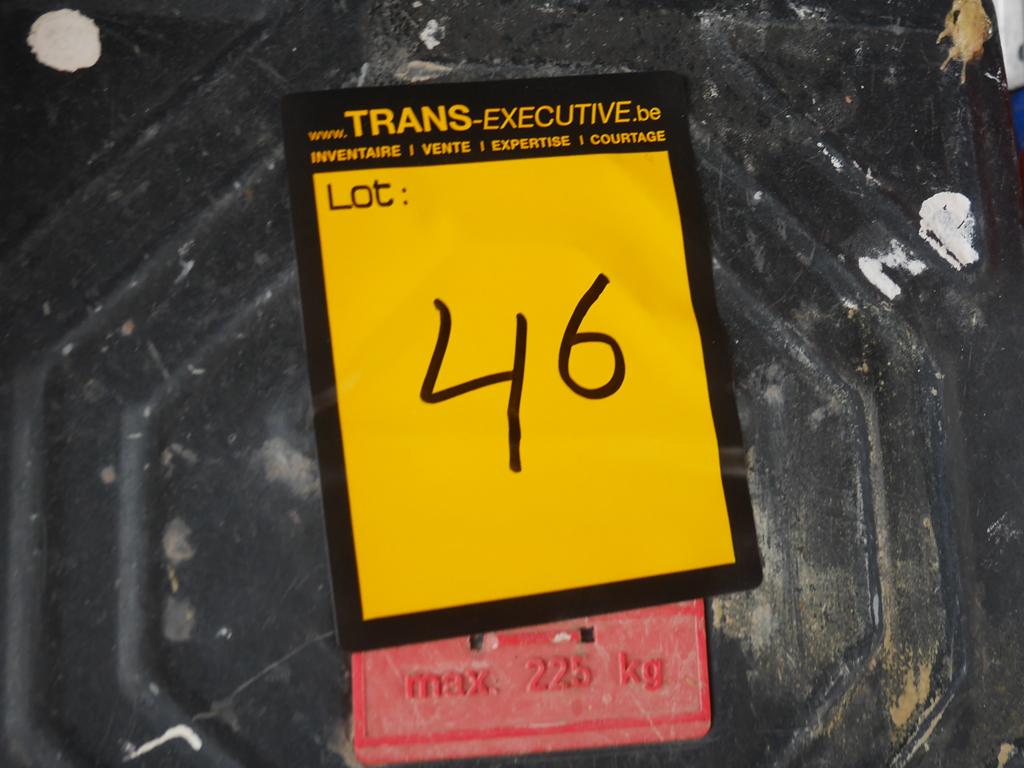 www.TRANS-EXECUTIVE.be
INVENTAIRE | VENTE | EXPERTISE | COURTAGE
Lot:
46
max. 225 kg